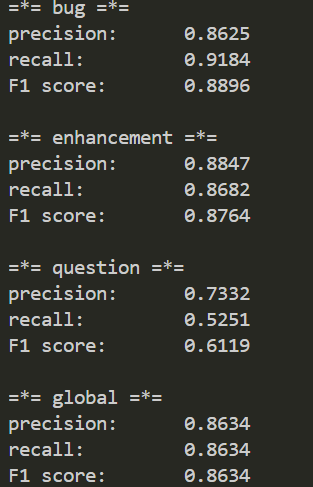 =*= bug =*=
precision: 0.8625
recall: 0.9184
F1 score: 0.8896
=*= enhancement =*=
precision: 0.8847
recall: 0.8682
F1 score: 0.8764
=*= question =*=
precision: 0.7332
recall: 0.5251
F1 score: 0.6119
=*= global =*=
precision: 0.8634
recall: 0.8634
F1 score: 0.8634